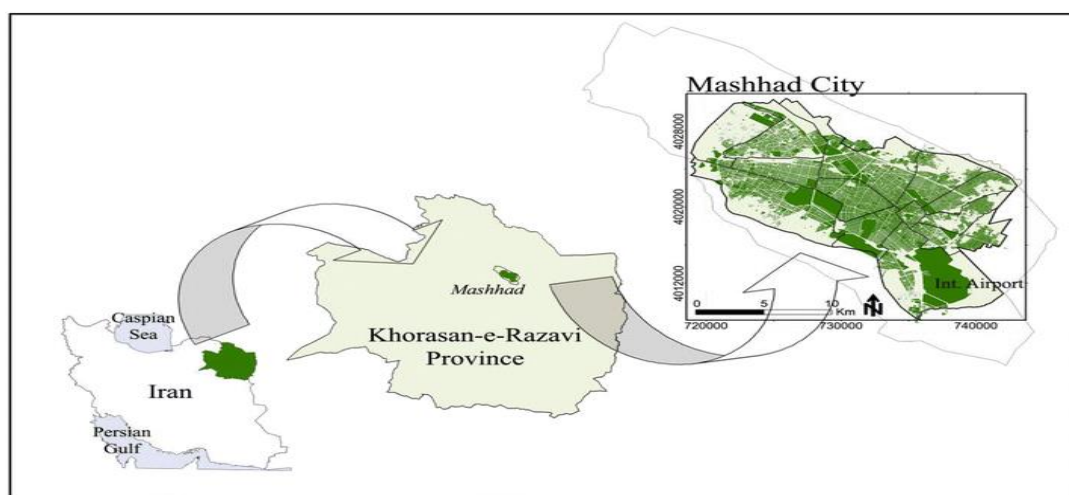 Mashhad City
4028000
4020000
4012000
Int. Airport
0 5 10
Km
N
720000 730000 740000
Mashhad
Khorasan-e-Razavi
Province
Caspian
Sea
Iran
Persian
Gulf